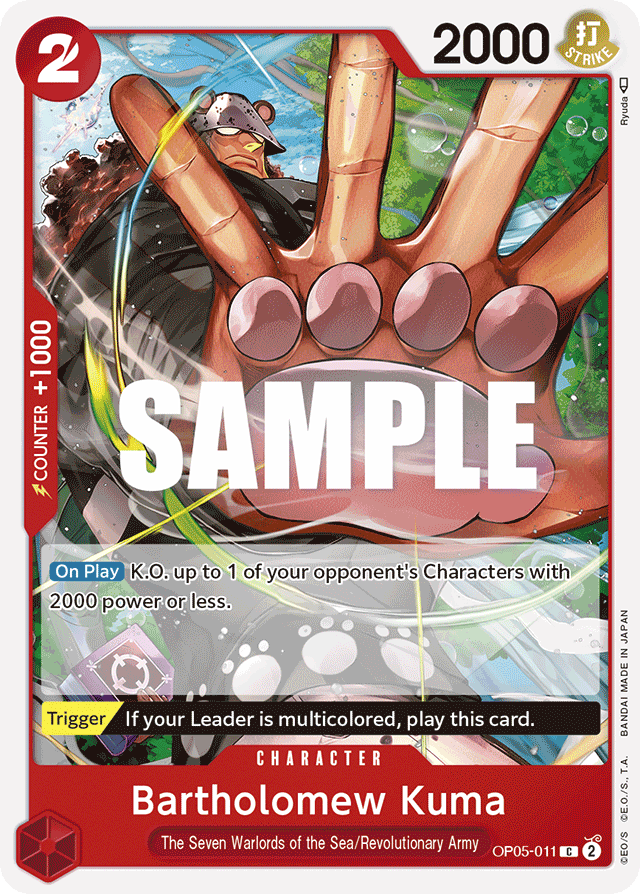 2
2000
打
STRIKE
Ryuda
COUNTER +1000
SAMPLE
On Play K.O. up to 1 of your opponent's Characters with
2000 power or less.
Trigger If your Leader is multicolored, play this card.
CHARACTER
Bartholomew Kuma
The Seven Warlords of the Sea/Revolutionary Army
OP05-011 C 2
©EO/S ©E.O./S., T.A. BANDAI MADE IN JAPAN